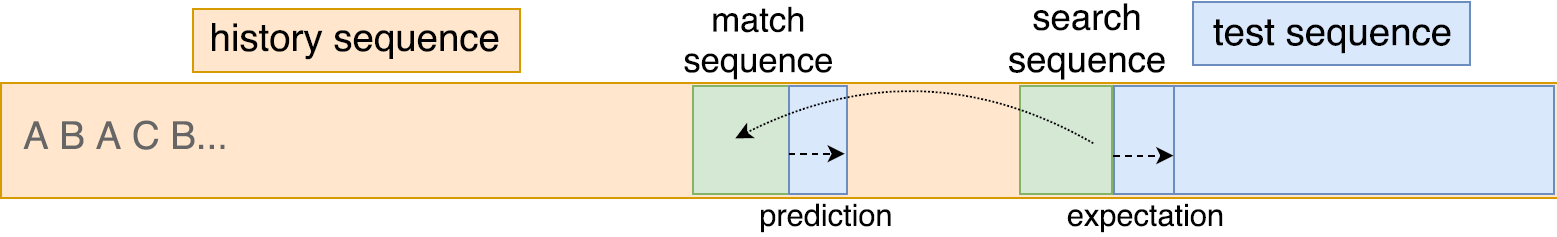 history sequence
match
sequence
search
sequence
test sequence
A B A C B...
prediction
expectation